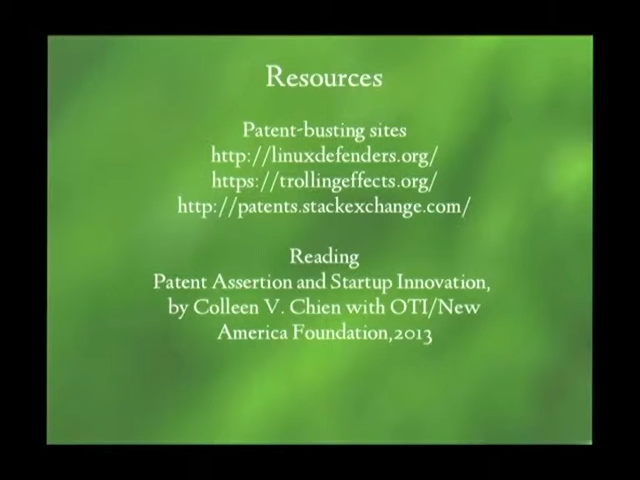 Resources
Patent-busting sites
http://linuxdefenders.org/
https://trollingeffects.org/
http://patents.stackexchange.com/
Reading
Patent Assertion and Startup Innovation,
by Colleen V. Chien with OTI/New
America Foundation,2013